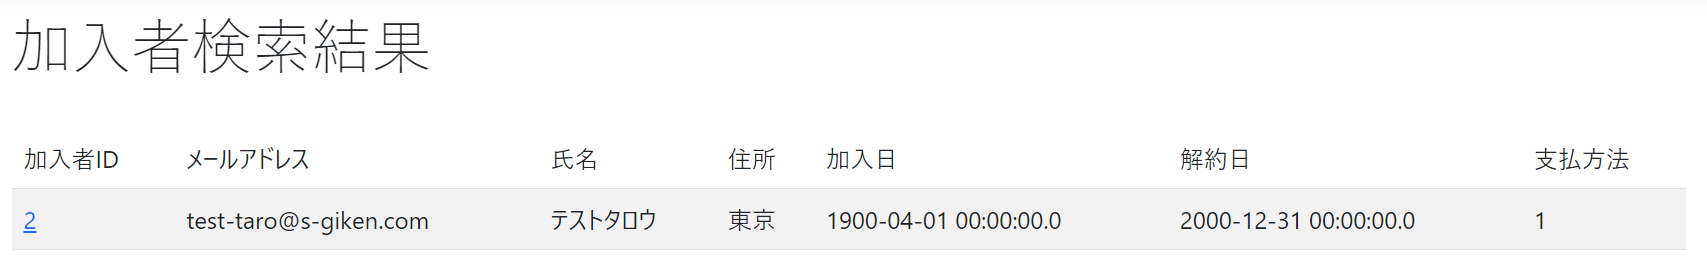 加入者検索結果
加入者ID メールアドレス 氏名 住所 加入日 解約日 支払方法
2 test-taro@s-giken.com テストタロウ 東京 1900-04-01 00:00:00.0 2000-12-31 00:00:00.0 1